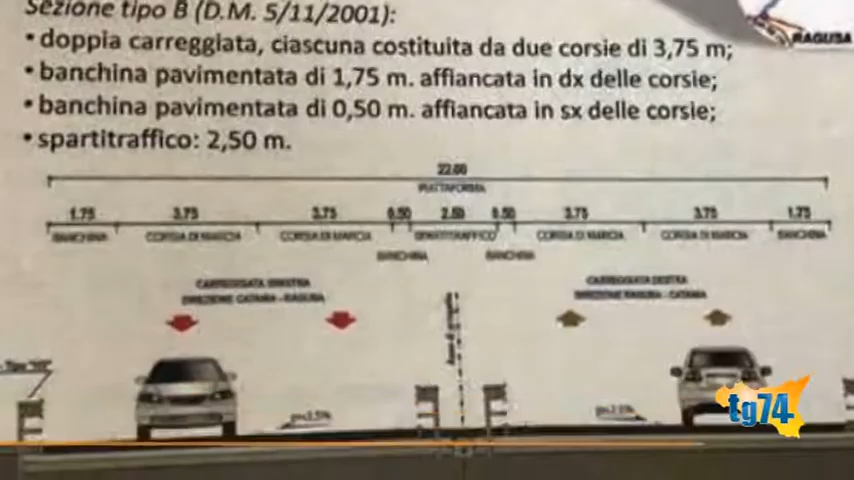 Sezione tipo B (D.M. 5/11/2001):
• doppia carreggiata, ciascuna costituita da due corsie di 3,75 m;
• banchina pavimentata di 1,75 m. affiancata in dx delle corsie;
• banchina pavimentata di 0,50 m. affiancata in sx delle corsie;
• spartitraffico: 2,50 m.
RAGUSA
22.00
PIATTAFORMA
1.75 3.75 3.75 0.50 2.50 0.50 3.75 3.75 1.75
BANCHINA CORSIA DI MARCIA CORSIA DI MARCIA SPARTITRAFFICO CORSIA DI MARCIA CORSIA DI MARCIA BANCHINA
BANCHINA BANCHINA
CARREGGIATA SINISTRA CARREGGIATA DESTRA
DIREZIONE CATANIA - RAGUSA DIREZIONE RAGUSA - CATANIA
p=2.5% p=2.5%
tg74